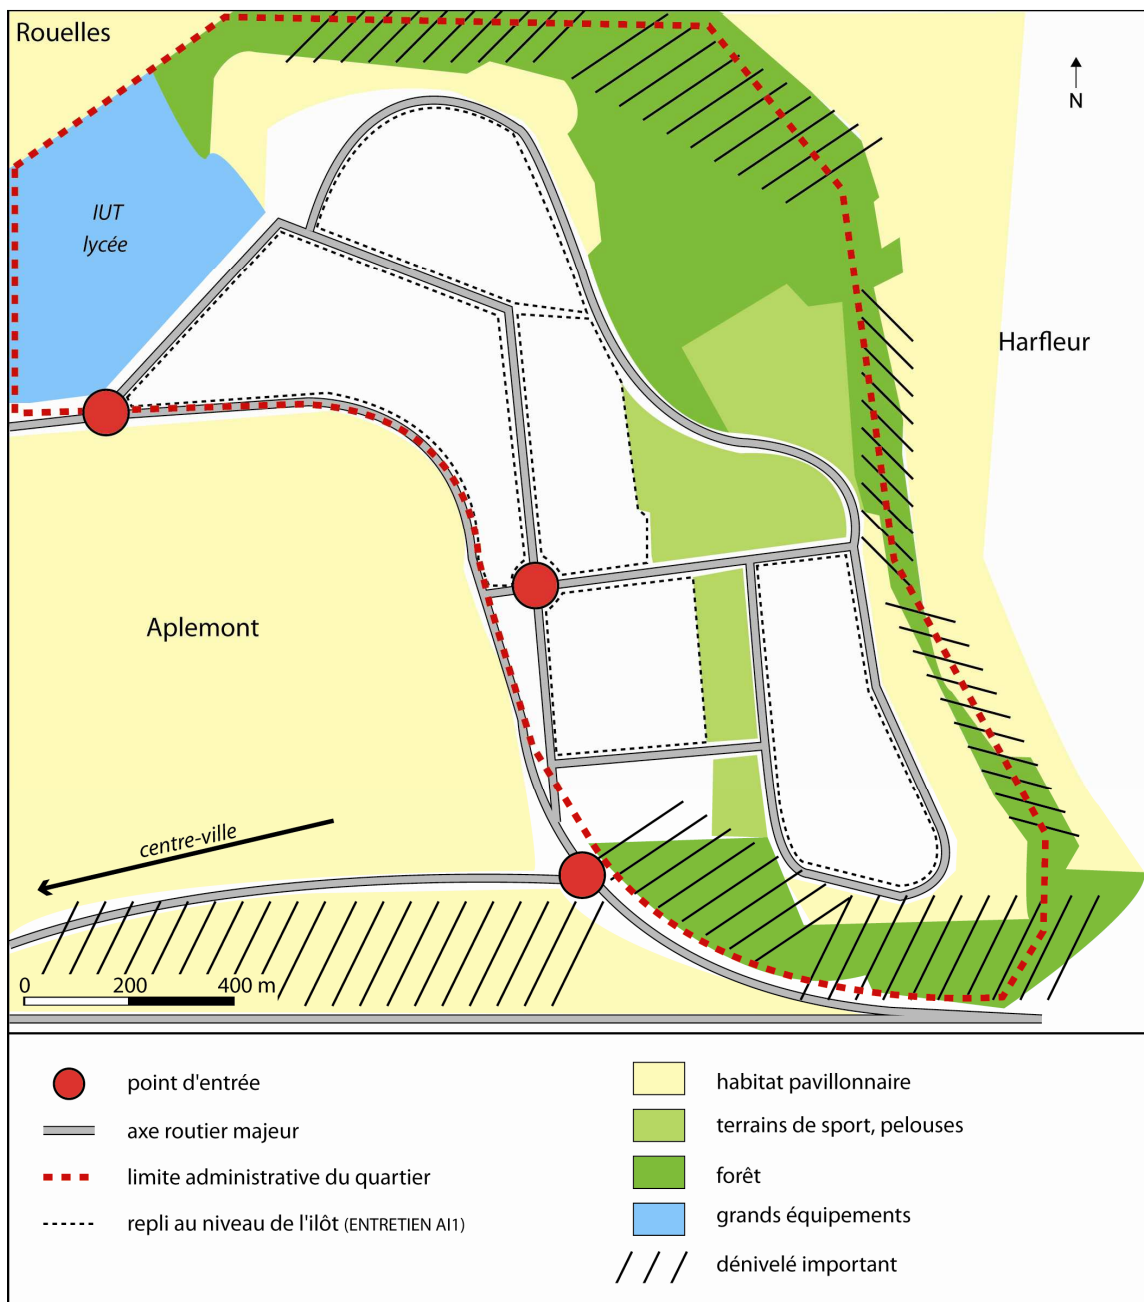 Rouelles
N
IUT
lycée
Harfleur
Aplemont
centre-ville
0 200 400 m
point d'entrée
axe routier majeur
limite administrative du quartier
repli au niveau de l'ilôt (ENTRETIEN AI1)
habitat pavillonnaire
terrains de sport, pelouses
forêt
grands équipements
dénivelé important